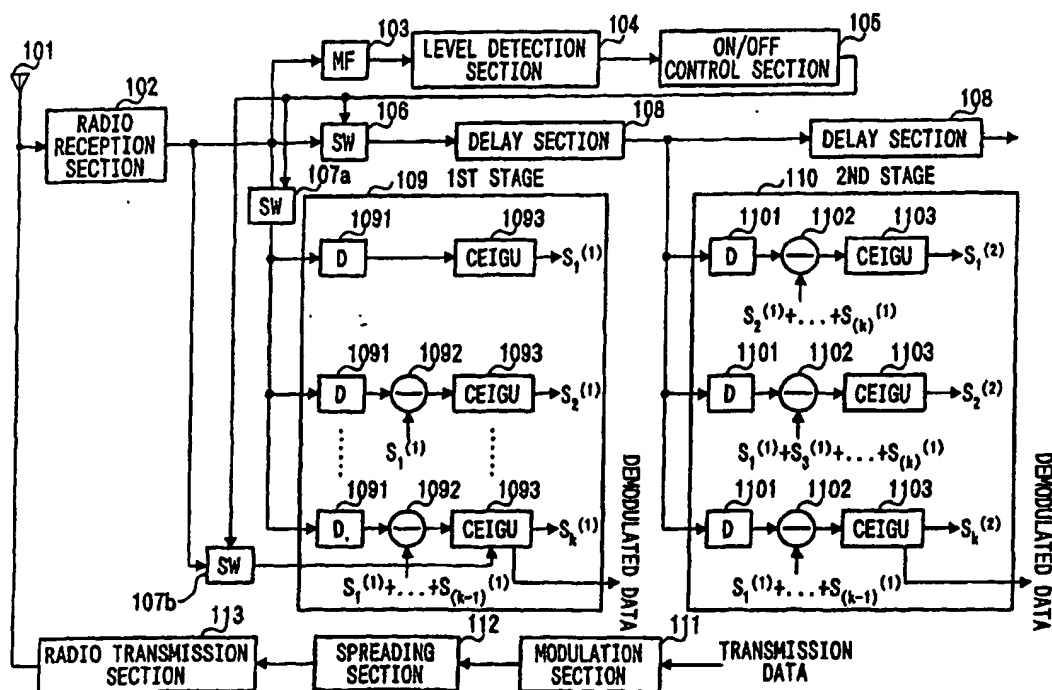 101
102
RADIO
RECEPTION
SECTION
103
MF
104
LEVEL DETECTION
SECTION
105
ON/OFF
CONTROL SECTION
106
SW
108
DELAY SECTION
108
DELAY SECTION
107a
SW
109
1ST STAGE
110
2ND STAGE
1091
D
1093
CEIGU
S₁⁽¹⁾
1101
D
1102
1103
CEIGU
S₁⁽²⁾
S₂⁽¹⁾+...+S₍ₖ₎⁽¹⁾
1091
D
1092
1093
CEIGU
S₂⁽¹⁾
S₁⁽¹⁾
1101
D
1102
1103
CEIGU
S₂⁽²⁾
S₁⁽¹⁾+S₃⁽¹⁾+...+S₍ₖ₎⁽¹⁾
1091
D
1092
1093
CEIGU
Sₖ⁽¹⁾
S₁⁽¹⁾+...+S₍ₖ₋₁₎⁽¹⁾
1101
D
1102
1103
CEIGU
Sₖ⁽²⁾
S₁⁽¹⁾+...+S₍ₖ₋₁₎⁽¹⁾
DEMODULATED DATA
DEMODULATED DATA
SW
107b
113
RADIO TRANSMISSION
SECTION
112
SPREADING
SECTION
111
MODULATION
SECTION
TRANSMISSION
DATA